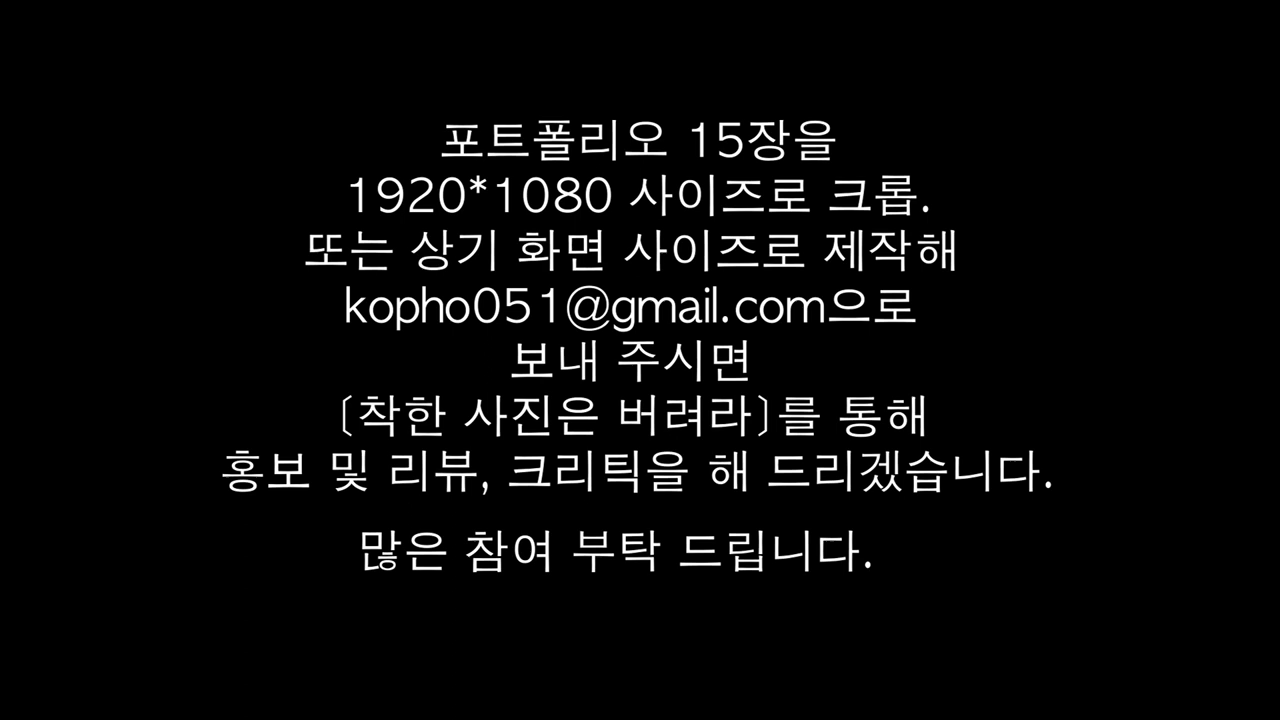 포트폴리오 15장을
1920*1080 사이즈로 크롭.
또는 상기 화면 사이즈로 제작해
kopho051@gmail.com으로
보내 주시면
〔착한 사진은 버려라〕를 통해
홍보 및 리뷰, 크리틱을 해 드리겠습니다.
많은 참여 부탁 드립니다.